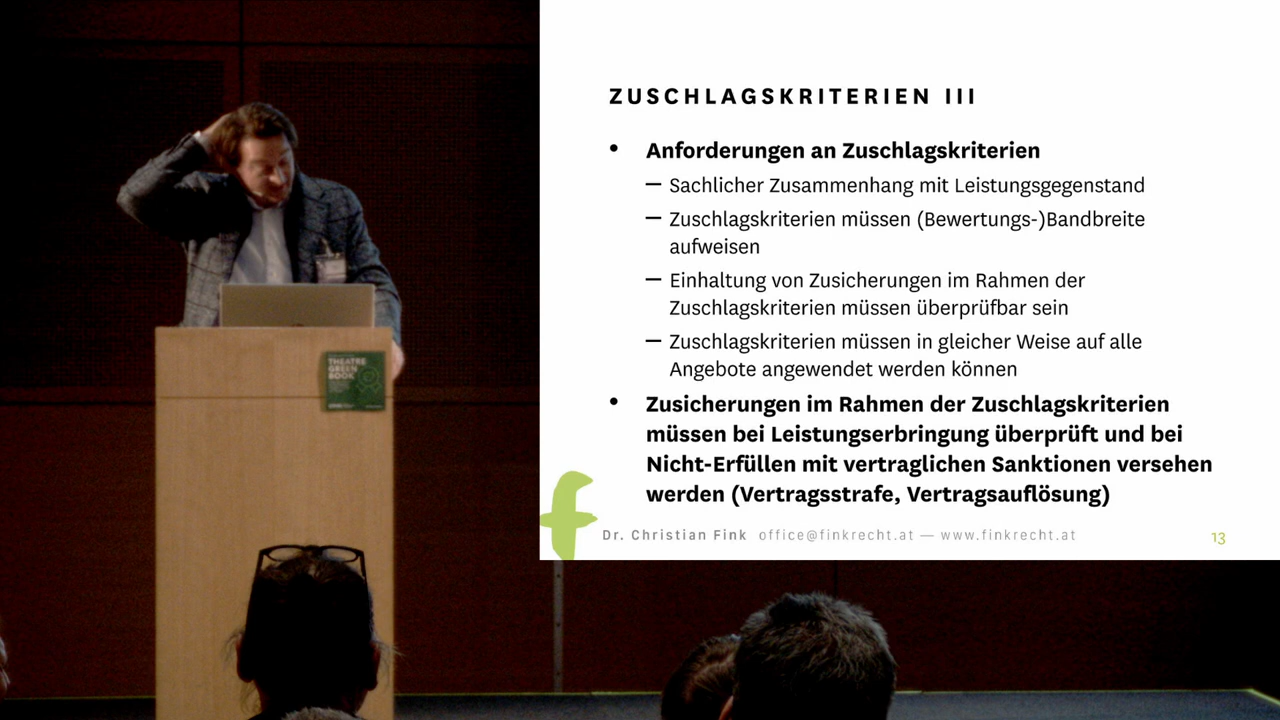 ZUSCHLAGSKRITERIEN III
• Anforderungen an Zuschlagskriterien
— Sachlicher Zusammenhang mit Leistungsgegenstand
— Zuschlagskriterien müssen (Bewertungs-)Bandbreite
aufweisen
— Einhaltung von Zusicherungen im Rahmen der
Zuschlagskriterien müssen überprüfbar sein
— Zuschlagskriterien müssen in gleicher Weise auf alle
Angebote angewendet werden können
• Zusicherungen im Rahmen der Zuschlagskriterien
müssen bei Leistungserbringung überprüft und bei
Nicht-Erfüllen mit vertraglichen Sanktionen versehen
werden (Vertragsstrafe, Vertragsauflösung)
f
Dr. Christian Fink office@finkrecht.at — www.finkrecht.at
13
THEATRE
GREEN
BOOK